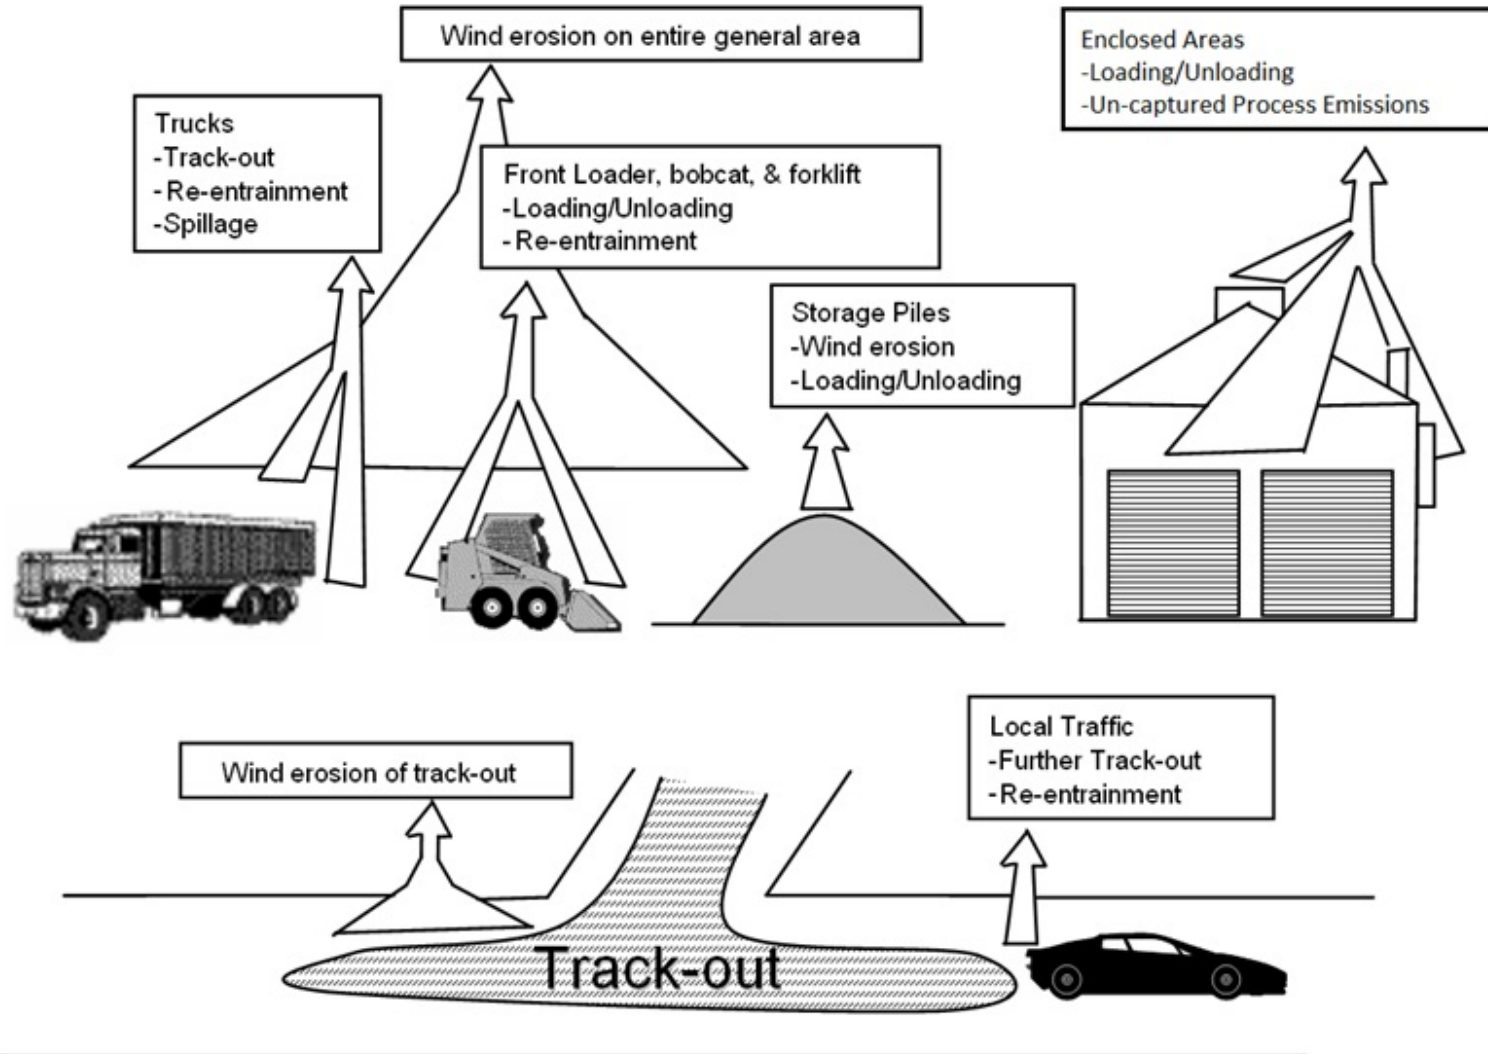 Wind erosion on entire general area
Enclosed Areas
-Loading/Unloading
-Un-captured Process Emissions
Trucks
-Track-out
-Re-entrainment
-Spillage
Front Loader, bobcat, & forklift
-Loading/Unloading
-Re-entrainment
Storage Piles
-Wind erosion
-Loading/Unloading
Local Traffic
-Further Track-out
-Re-entrainment
Wind erosion of track-out
Track-out